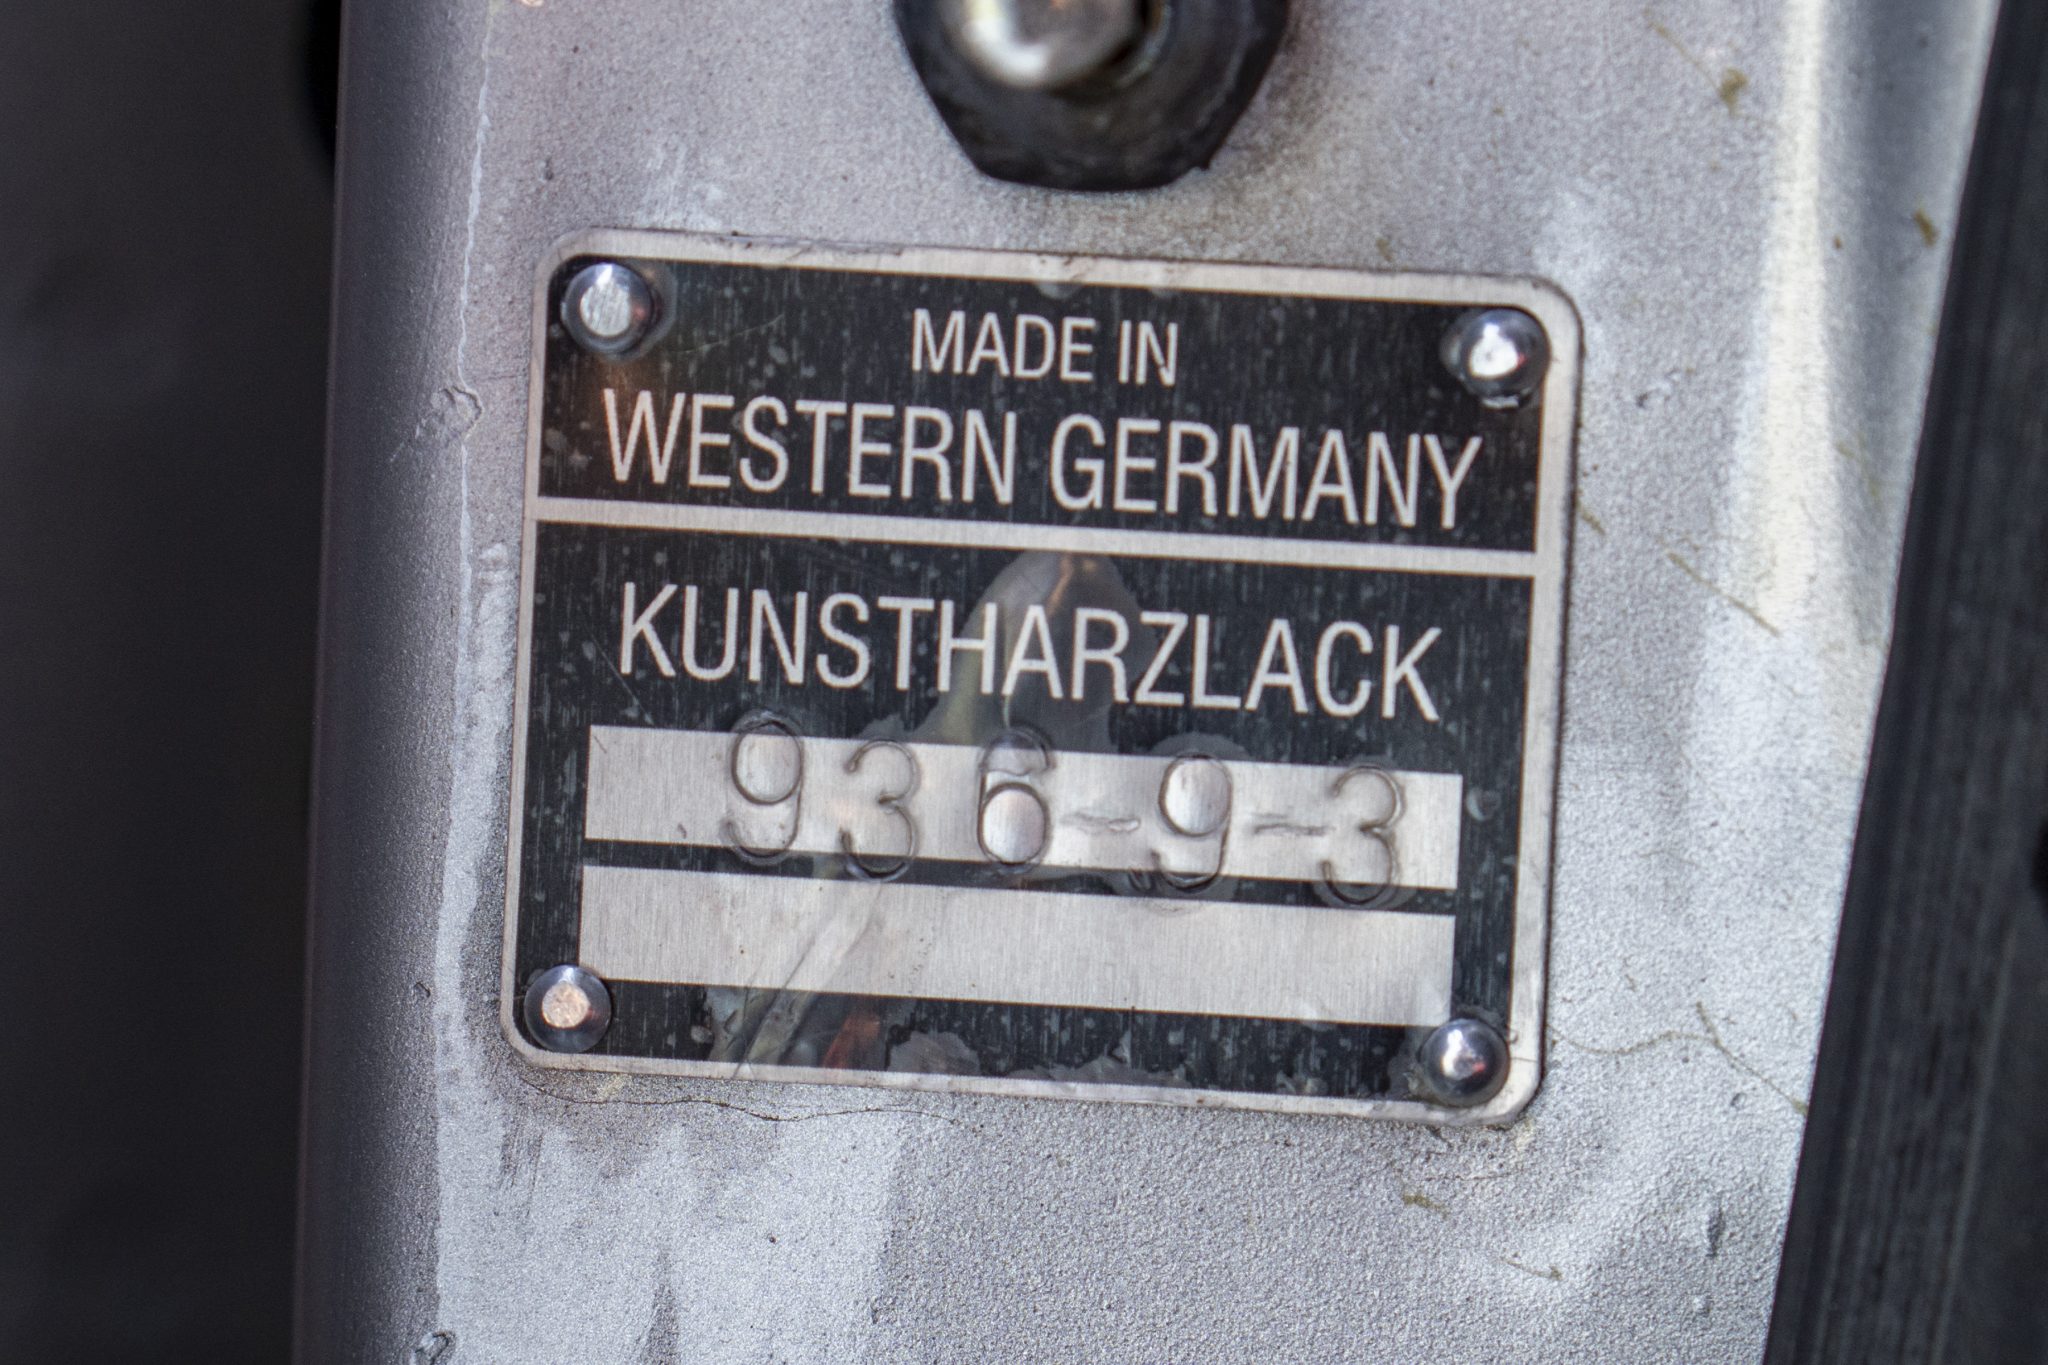 MADE IN
WESTERN GERMANY
KUNSTHARZLACK
936-9-3